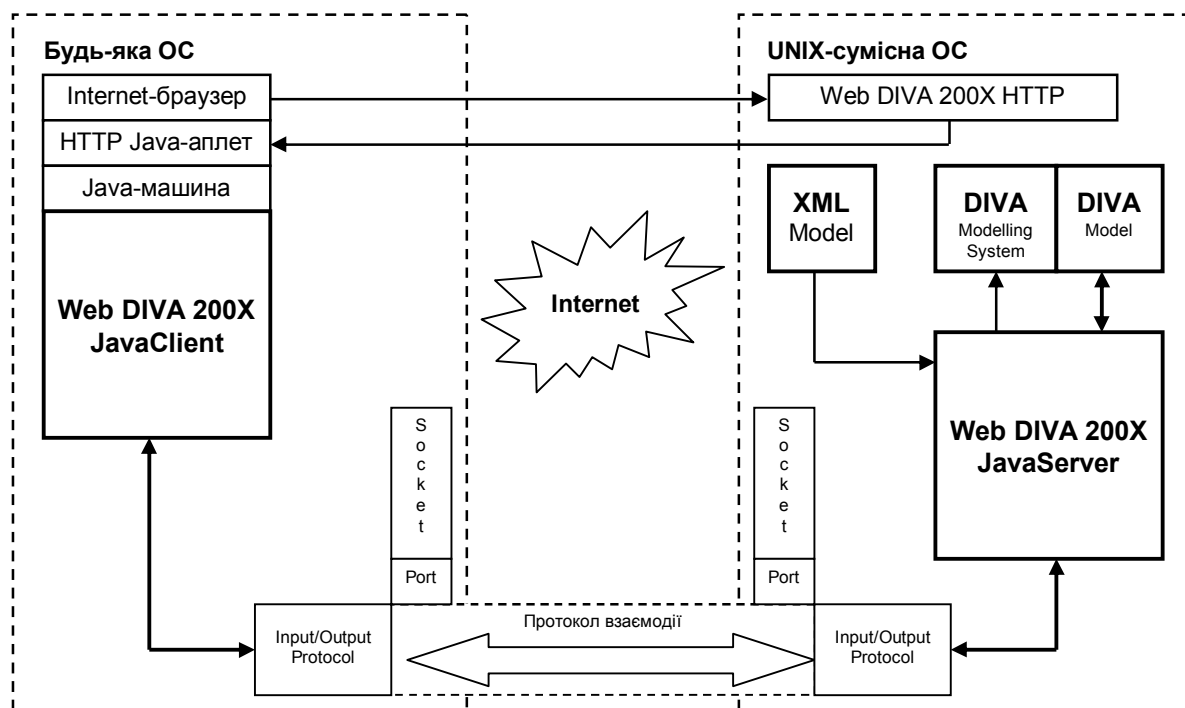 Будь-яка ОС
Internet-браузер
HTTP Java-аплет
Java-машина
Web DIVA 200X
JavaClient
Socket
Port
Input/Output
Protocol
Internet
Протокол взаємодії
UNIX-сумісна ОС
Web DIVA 200X HTTP
XML
Model
DIVA
Modelling
System
DIVA
Model
Web DIVA 200X
JavaServer
Socket
Port
Input/Output
Protocol